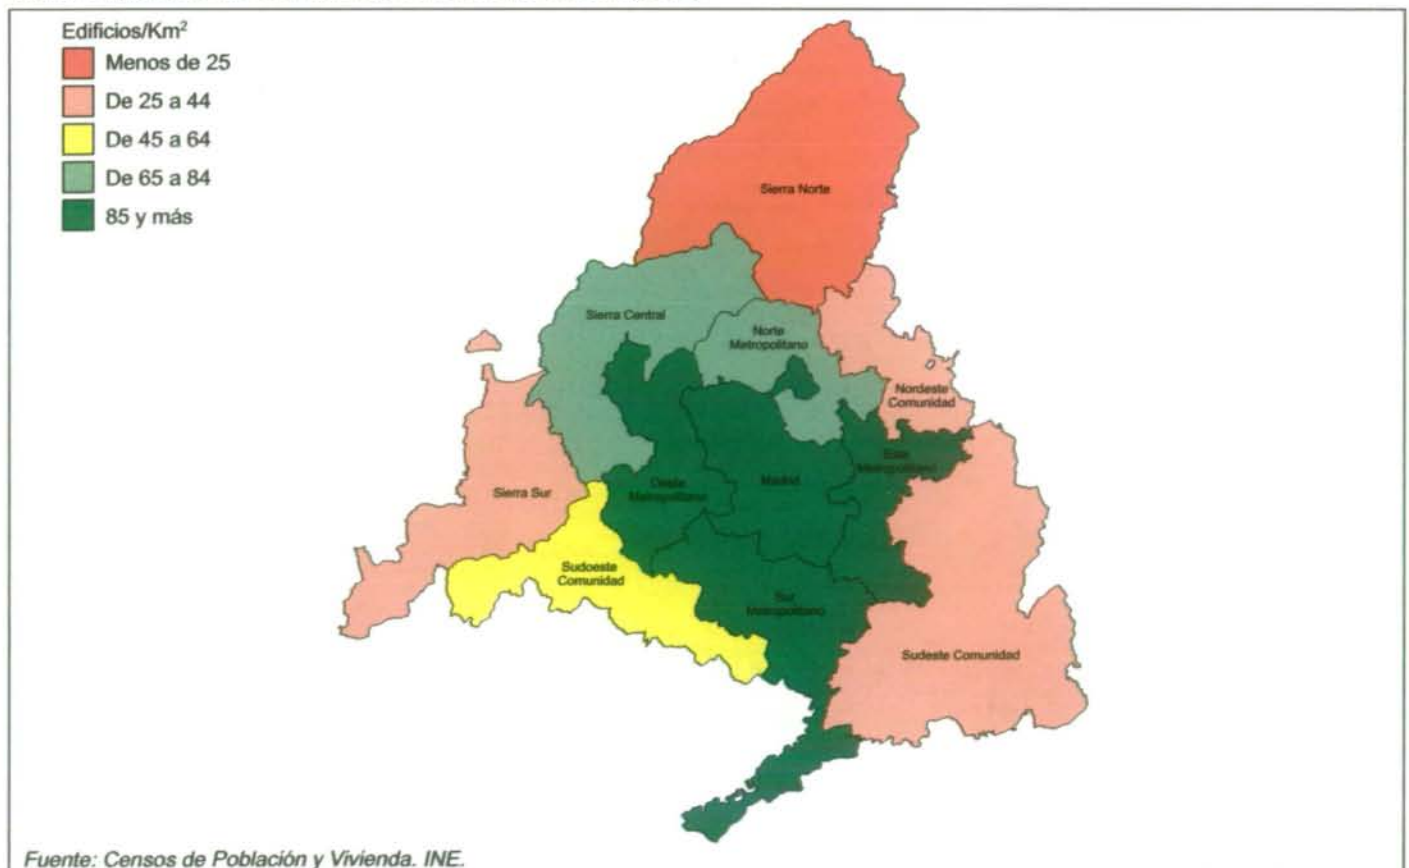 Edificios/Km²
Menos de 25
De 25 a 44
De 45 a 64
De 65 a 84
85 y más
Sierra Norte
Sierra Central
Norte
Metropolitano
Nordeste
Comunidad
Este
Metropolitano
Sierra Sur
Oeste
Metropolitano
Madrid
Sudoeste
Comunidad
Sur
Metropolitano
Sudeste Comunidad
Fuente: Censos de Población y Vivienda. INE.